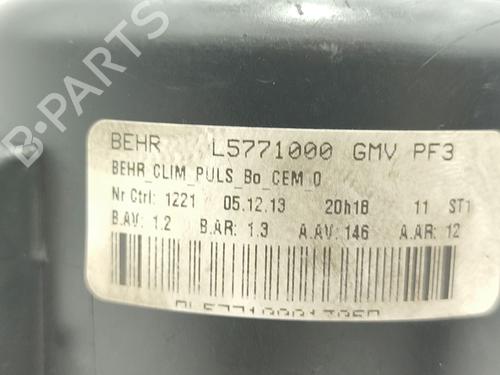 BEHR L5771000 GMV PF3
BEHR_CLIM_PULS_Bo_CEM_0
Nr Ctrl: 1221 05.12.13 20h18 11 ST1
B.AV: 1.2 B.AR: 1.3 A.AV: 146 A.AR: 12